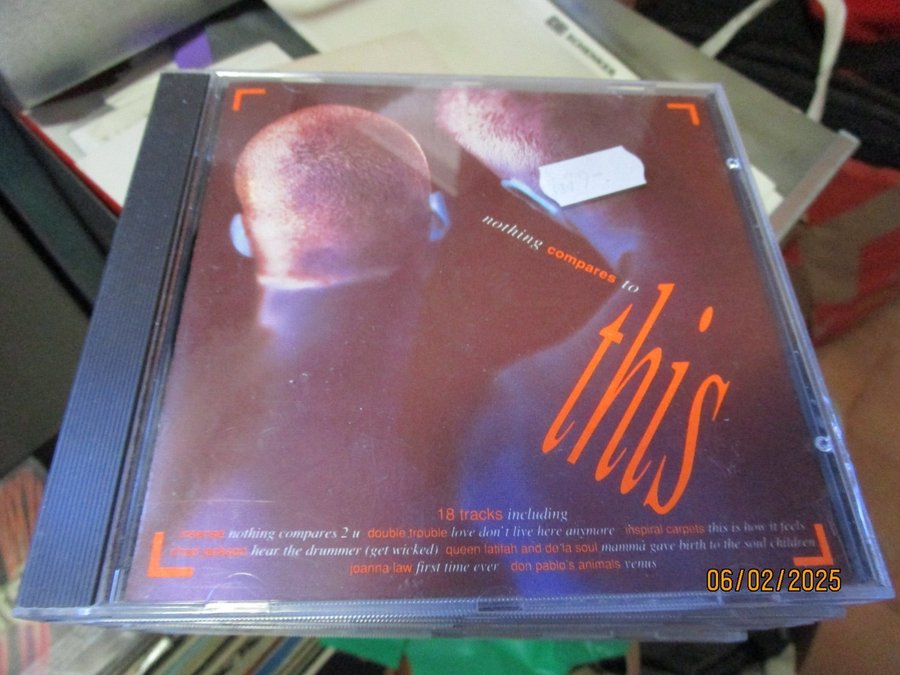 nothing compares to
this
18 tracks including
nothing compares 2 u double trouble love don't live here anymore inspiral carpets this is how it feels
hear the drummer (get wicked) queen latifah and de la soul mamma gave birth to the soul children
joanna law first time ever don pablo's animals venus
06/02/2025